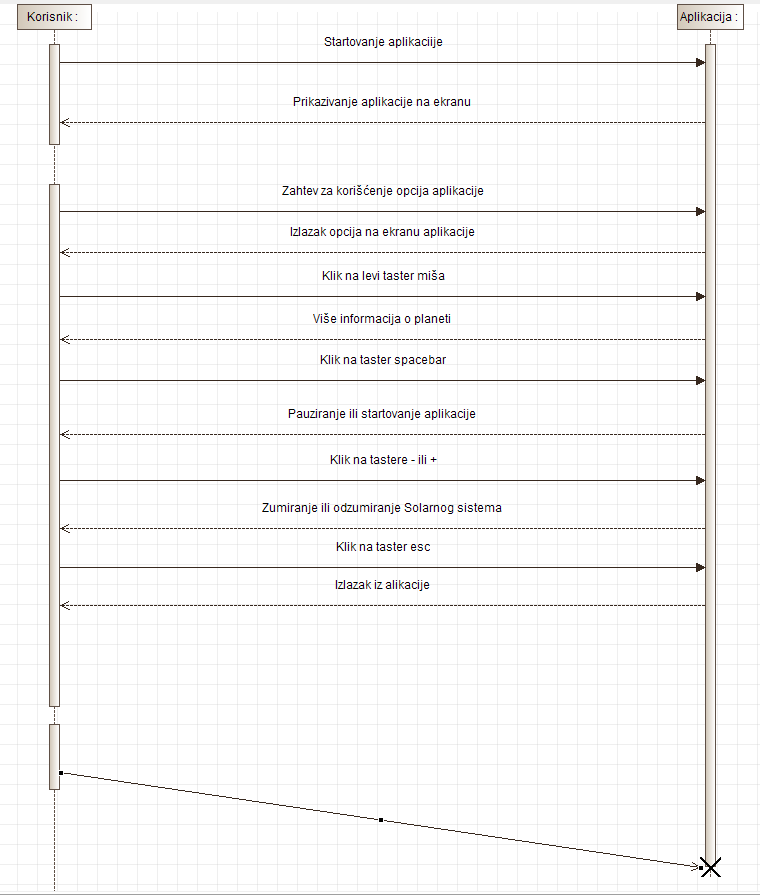 Korisnik :
Aplikacija :
Startovanje aplikaciije
Prikazivanje aplikacije na ekranu
Zahtev za korišćenje opcija aplikacije
Izlazak opcija na ekranu aplikacije
Klik na levi taster miša
Više informacija o planeti
Klik na taster spacebar
Pauziranje ili startovanje aplikacije
Klik na tastere - ili +
Zumiranje ili odzumiranje Solarnog sistema
Klik na taster esc
Izlazak iz alikacije